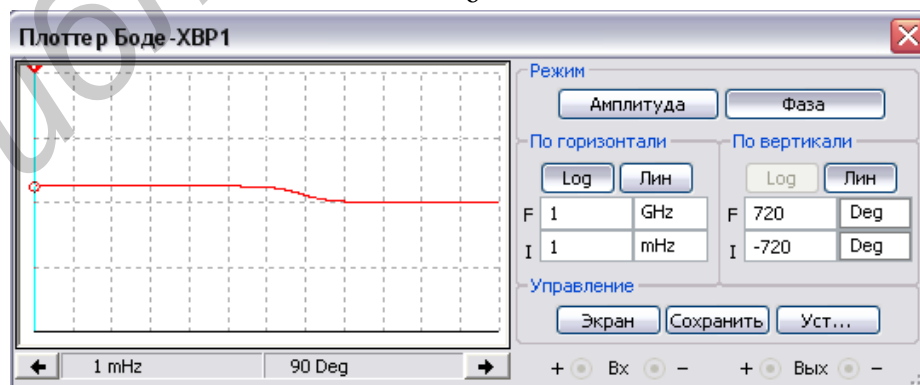 Плоттер Боде-XBP1
Режим
Амплитуда Фаза
По горизонтали По вертикали
Log Лин Log Лин
F 1 GHz F 720 Deg
I 1 mHz I -720 Deg
Управление
Экран Сохранить Уст...
1 mHz 90 Deg + Вх − + Вых −